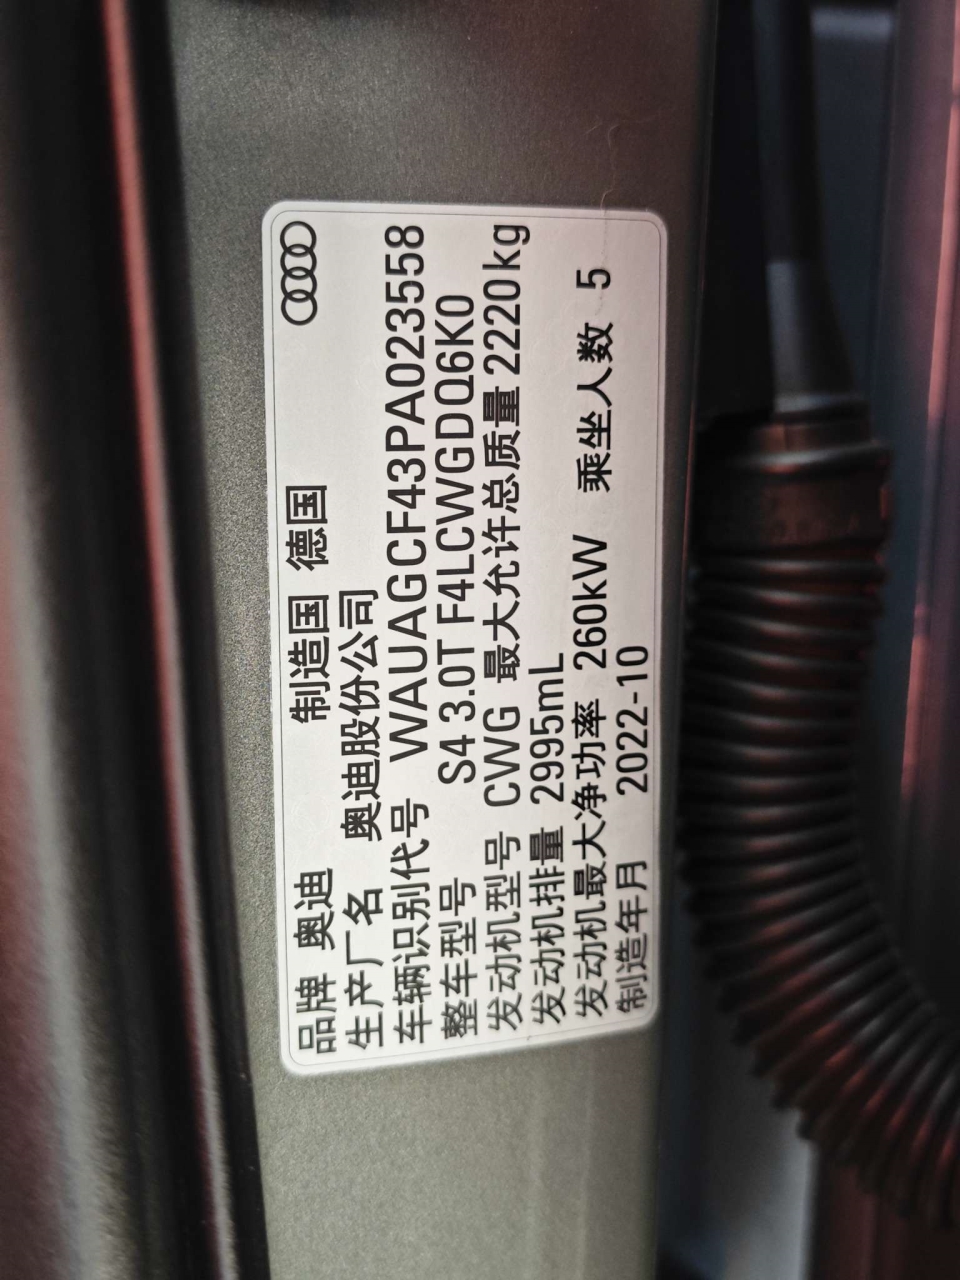 品牌 奥迪 制造国 德国
生产厂名 奥迪股份公司
车辆识别代号 WAUAGCF43PA023558
整车型号 S4 3.0T F4LCWGDQ6K0
发动机型号 CWG 最大允许总质量 2220kg
发动机排量 2995mL
发动机最大净功率 260kW 乘坐人数 5
制造年月 2022-10